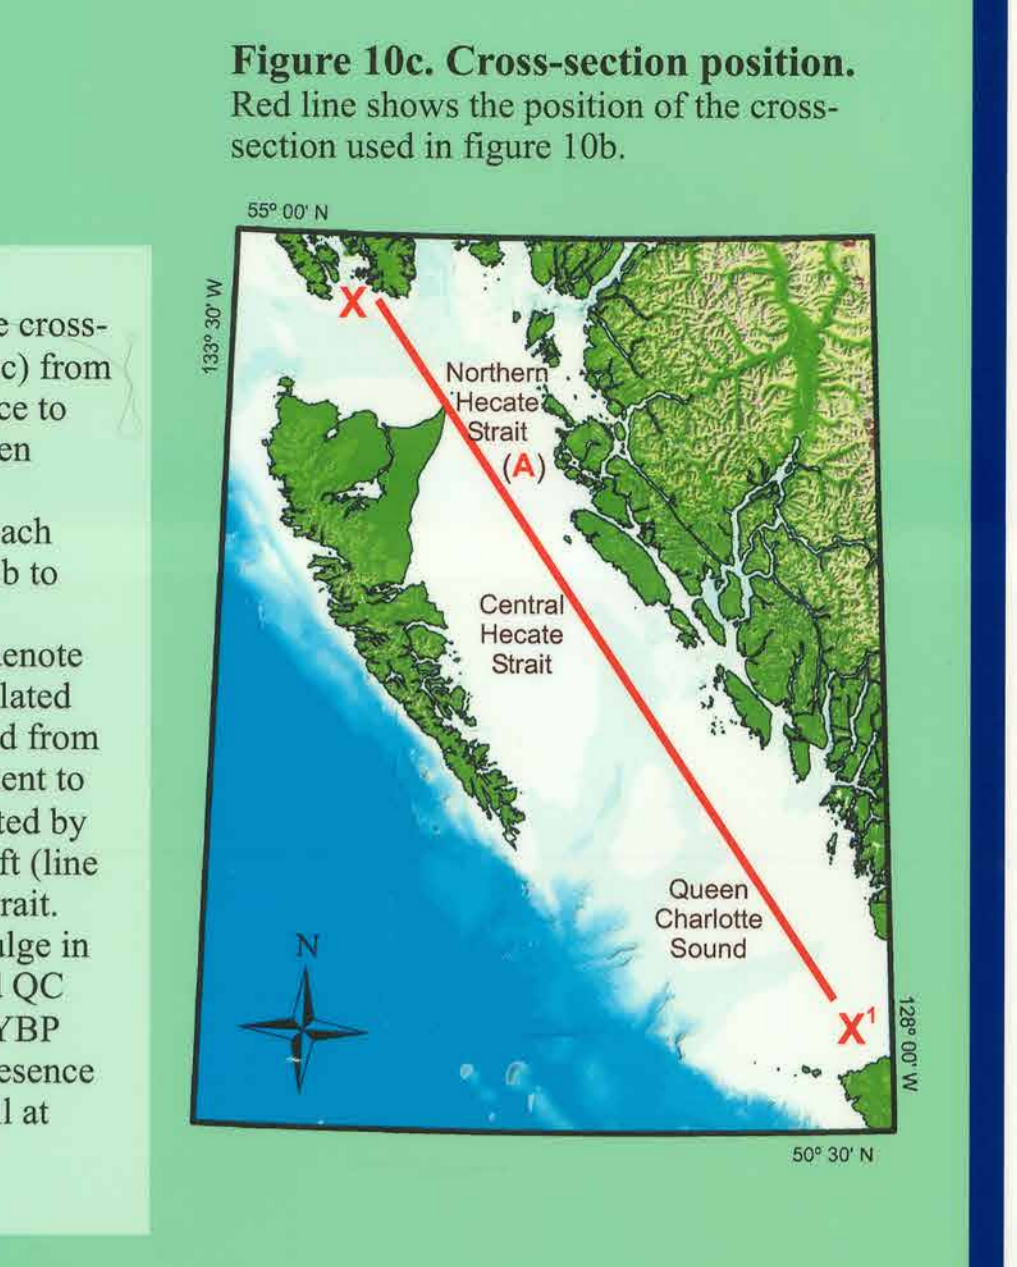 Figure 10c. Cross-section position.
Red line shows the position of the cross-
section used in figure 10b.
e cross-
c) from
ce to
en
ach
b to
enote
lated
d from
ent to
ted by
ft (line
rait.
ulge in
QC
YBP
esence
l at
55° 00' N
133° 30' W
X
Northern
Hecate
Strait
(A)
Central
Hecate
Strait
Queen
Charlotte
Sound
N
X¹
128° 00' W
50° 30' N